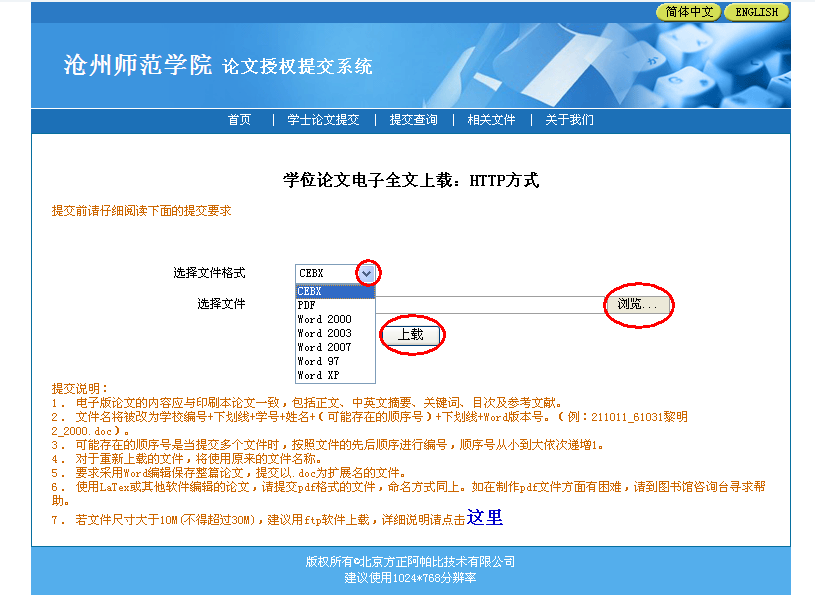 简体中文 ENGLISH
沧州师范学院 论文授权提交系统
首页 | 学士论文提交 | 提交查询 | 相关文件 | 关于我们
学位论文电子全文上载：HTTP方式
提交前请仔细阅读下面的提交要求
选择文件格式 CEBX
CEBX
选择文件 浏览...
PDF
Word 2000
Word 2003 上载
Word 2007
Word 97
Word XP
提交说明：
1． 电子版论文的内容应与印刷本论文一致，包括正文、中英文摘要、关键词、目次及参考文献。
2． 文件名将被改为学校编号+下划线+学号+姓名+（可能存在的顺序号）+下划线+Word版本号。（例：211011_61031黎明
2_2000.doc）。
3． 可能存在的顺序号是当提交多个文件时，按照文件的先后顺序进行编号，顺序号从小到大依次递增1。
4． 对于重新上载的文件，将使用原来的文件名称。
5． 要求采用Word编辑保存整篇论文，提交以.doc为扩展名的文件。
6． 使用LaTex或其他软件编辑的论文，请提交pdf格式的文件，命名方式同上。如在制作pdf文件方面有困难，请到图书馆咨询台寻求帮
助。
7． 若文件尺寸大于10M(不得超过30M)，建议用ftp软件上载，详细说明请点击这里
版权所有©北京方正阿帕比技术有限公司
建议使用1024*768分辨率